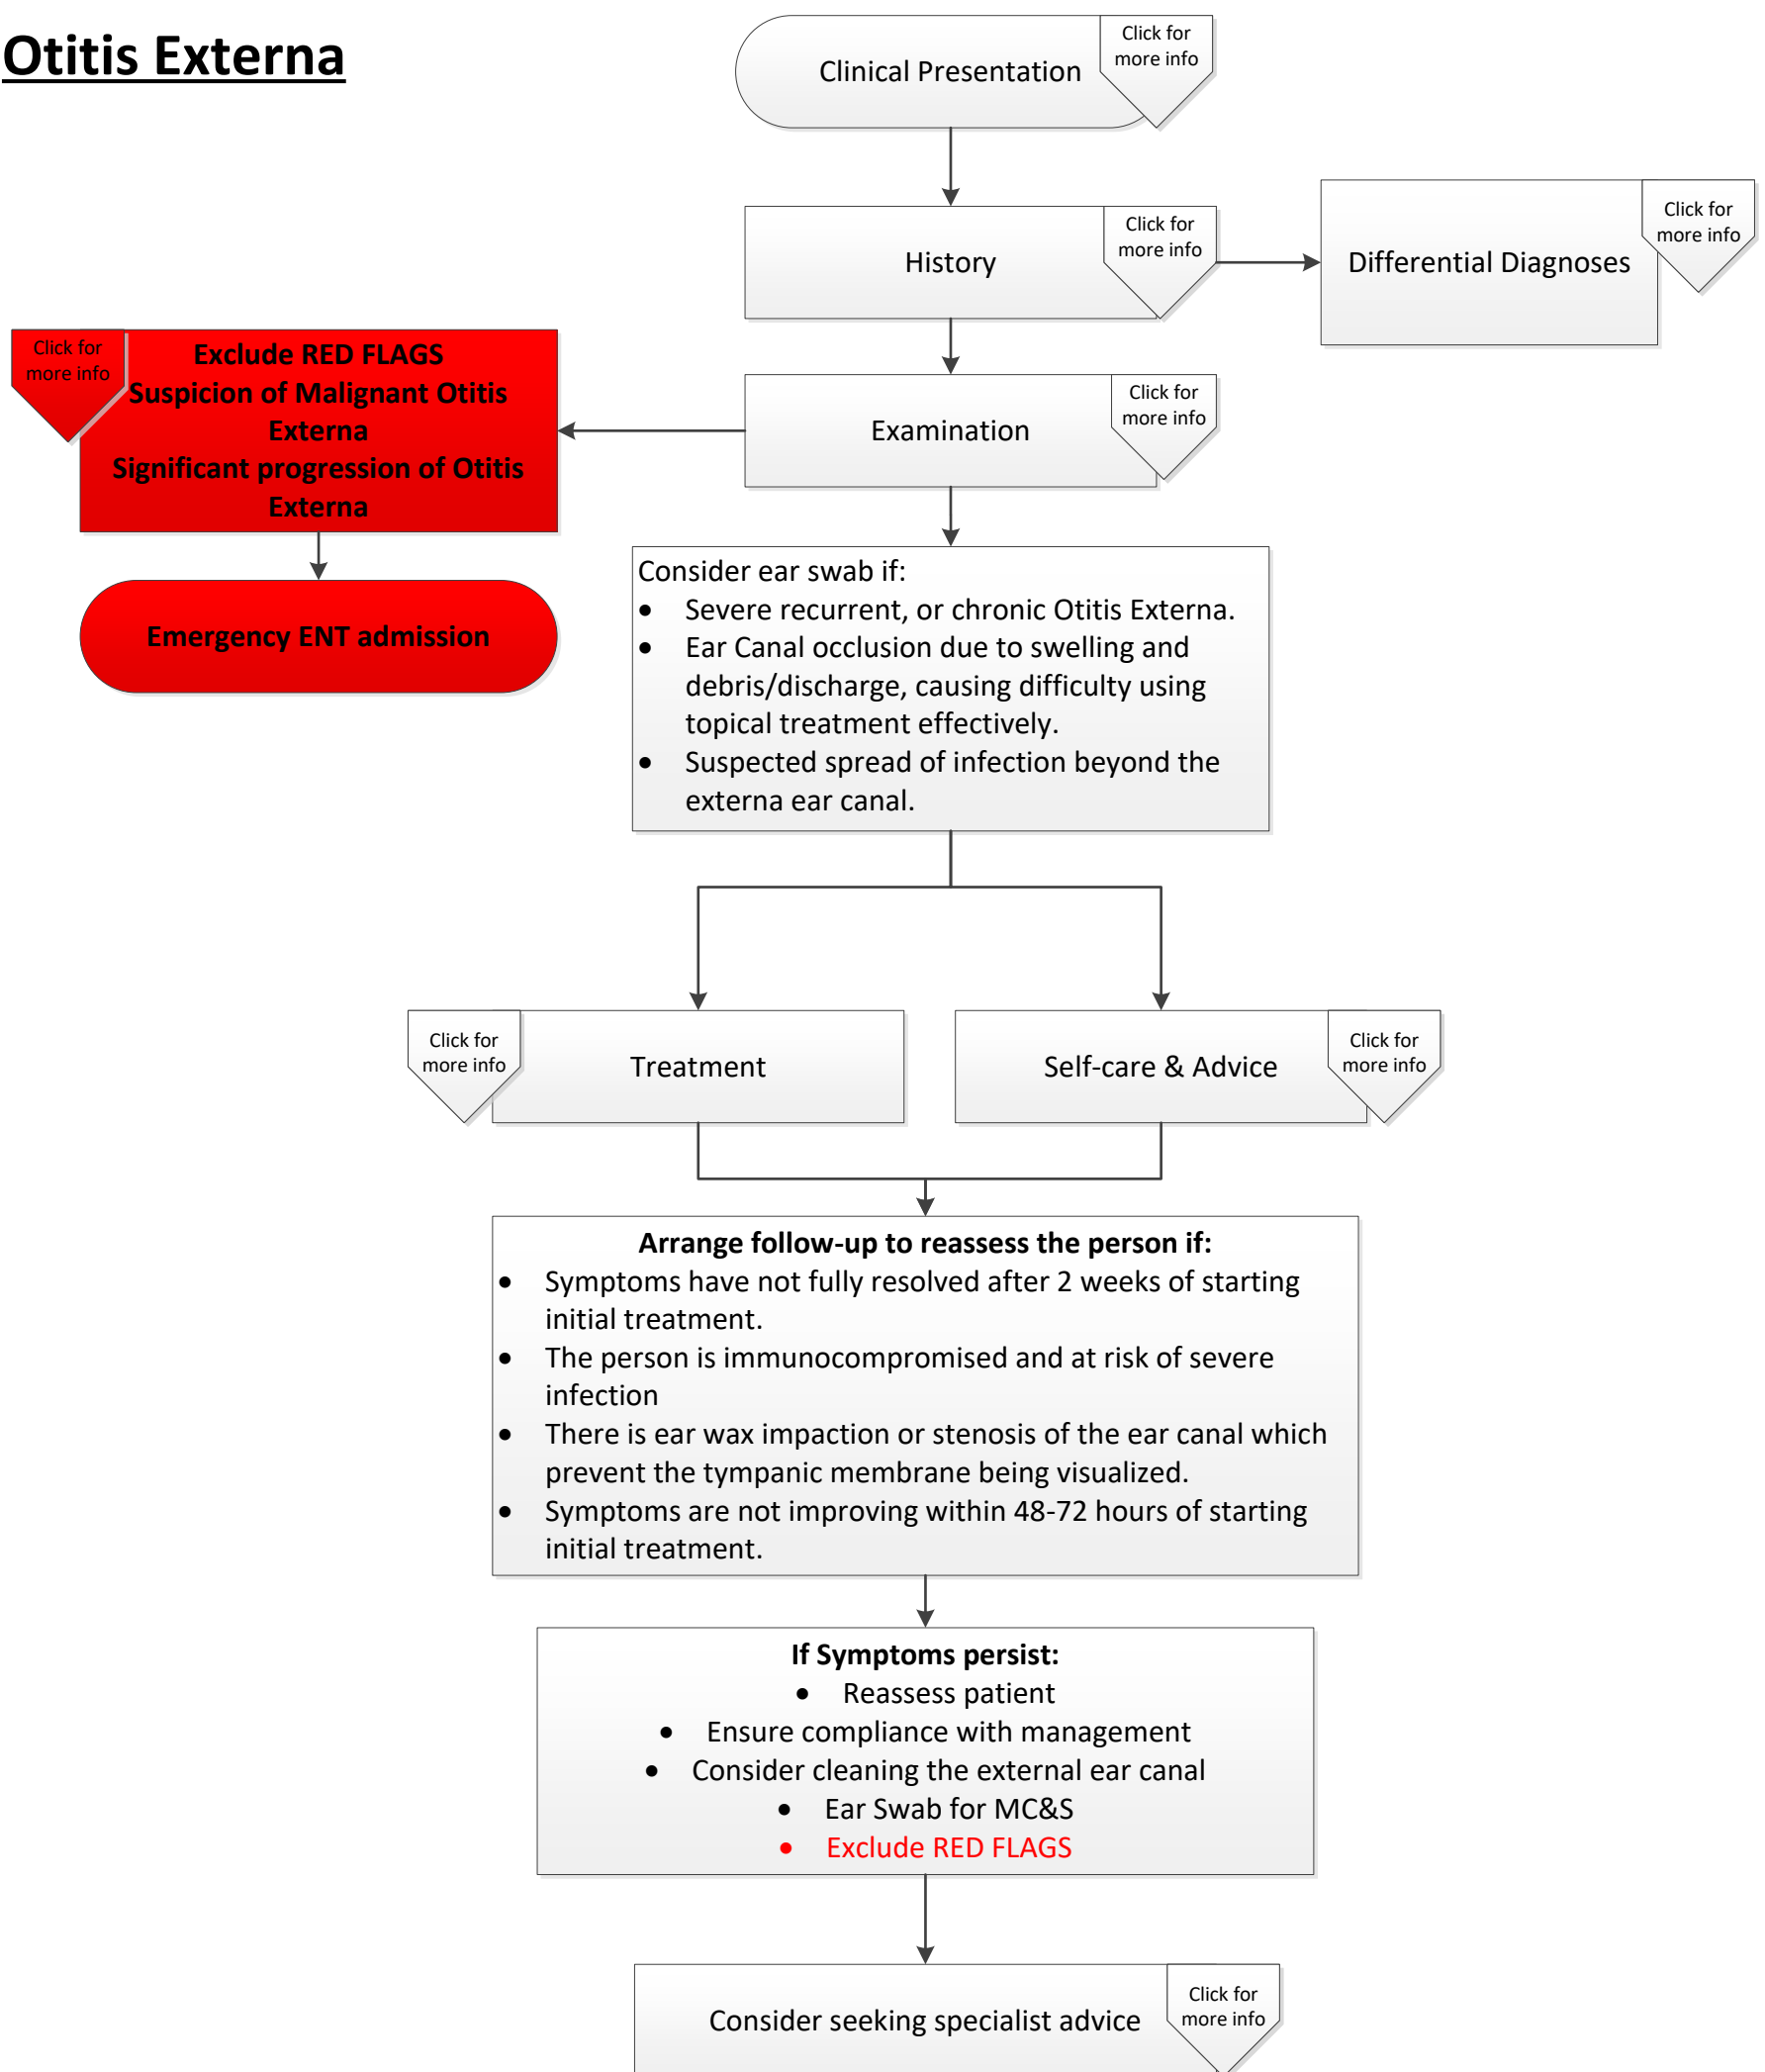 Otitis Externa
Clinical Presentation
Click for
more info
History
Click for
more info
Differential Diagnoses
Click for
more info
Click for
more info
Exclude RED FLAGS
Suspicion of Malignant Otitis
Externa
Significant progression of Otitis
Externa
Examination
Click for
more info
Emergency ENT admission
Consider ear swab if:
• Severe recurrent, or chronic Otitis Externa.
• Ear Canal occlusion due to swelling and
debris/discharge, causing difficulty using
topical treatment effectively.
• Suspected spread of infection beyond the
externa ear canal.
Click for
more info
Treatment
Self-care & Advice
Click for
more info
Arrange follow-up to reassess the person if:
• Symptoms have not fully resolved after 2 weeks of starting
initial treatment.
• The person is immunocompromised and at risk of severe
infection
• There is ear wax impaction or stenosis of the ear canal which
prevent the tympanic membrane being visualized.
• Symptoms are not improving within 48-72 hours of starting
initial treatment.
If Symptoms persist:
• Reassess patient
• Ensure compliance with management
• Consider cleaning the external ear canal
• Ear Swab for MC&S
• Exclude RED FLAGS
Consider seeking specialist advice
Click for
more info